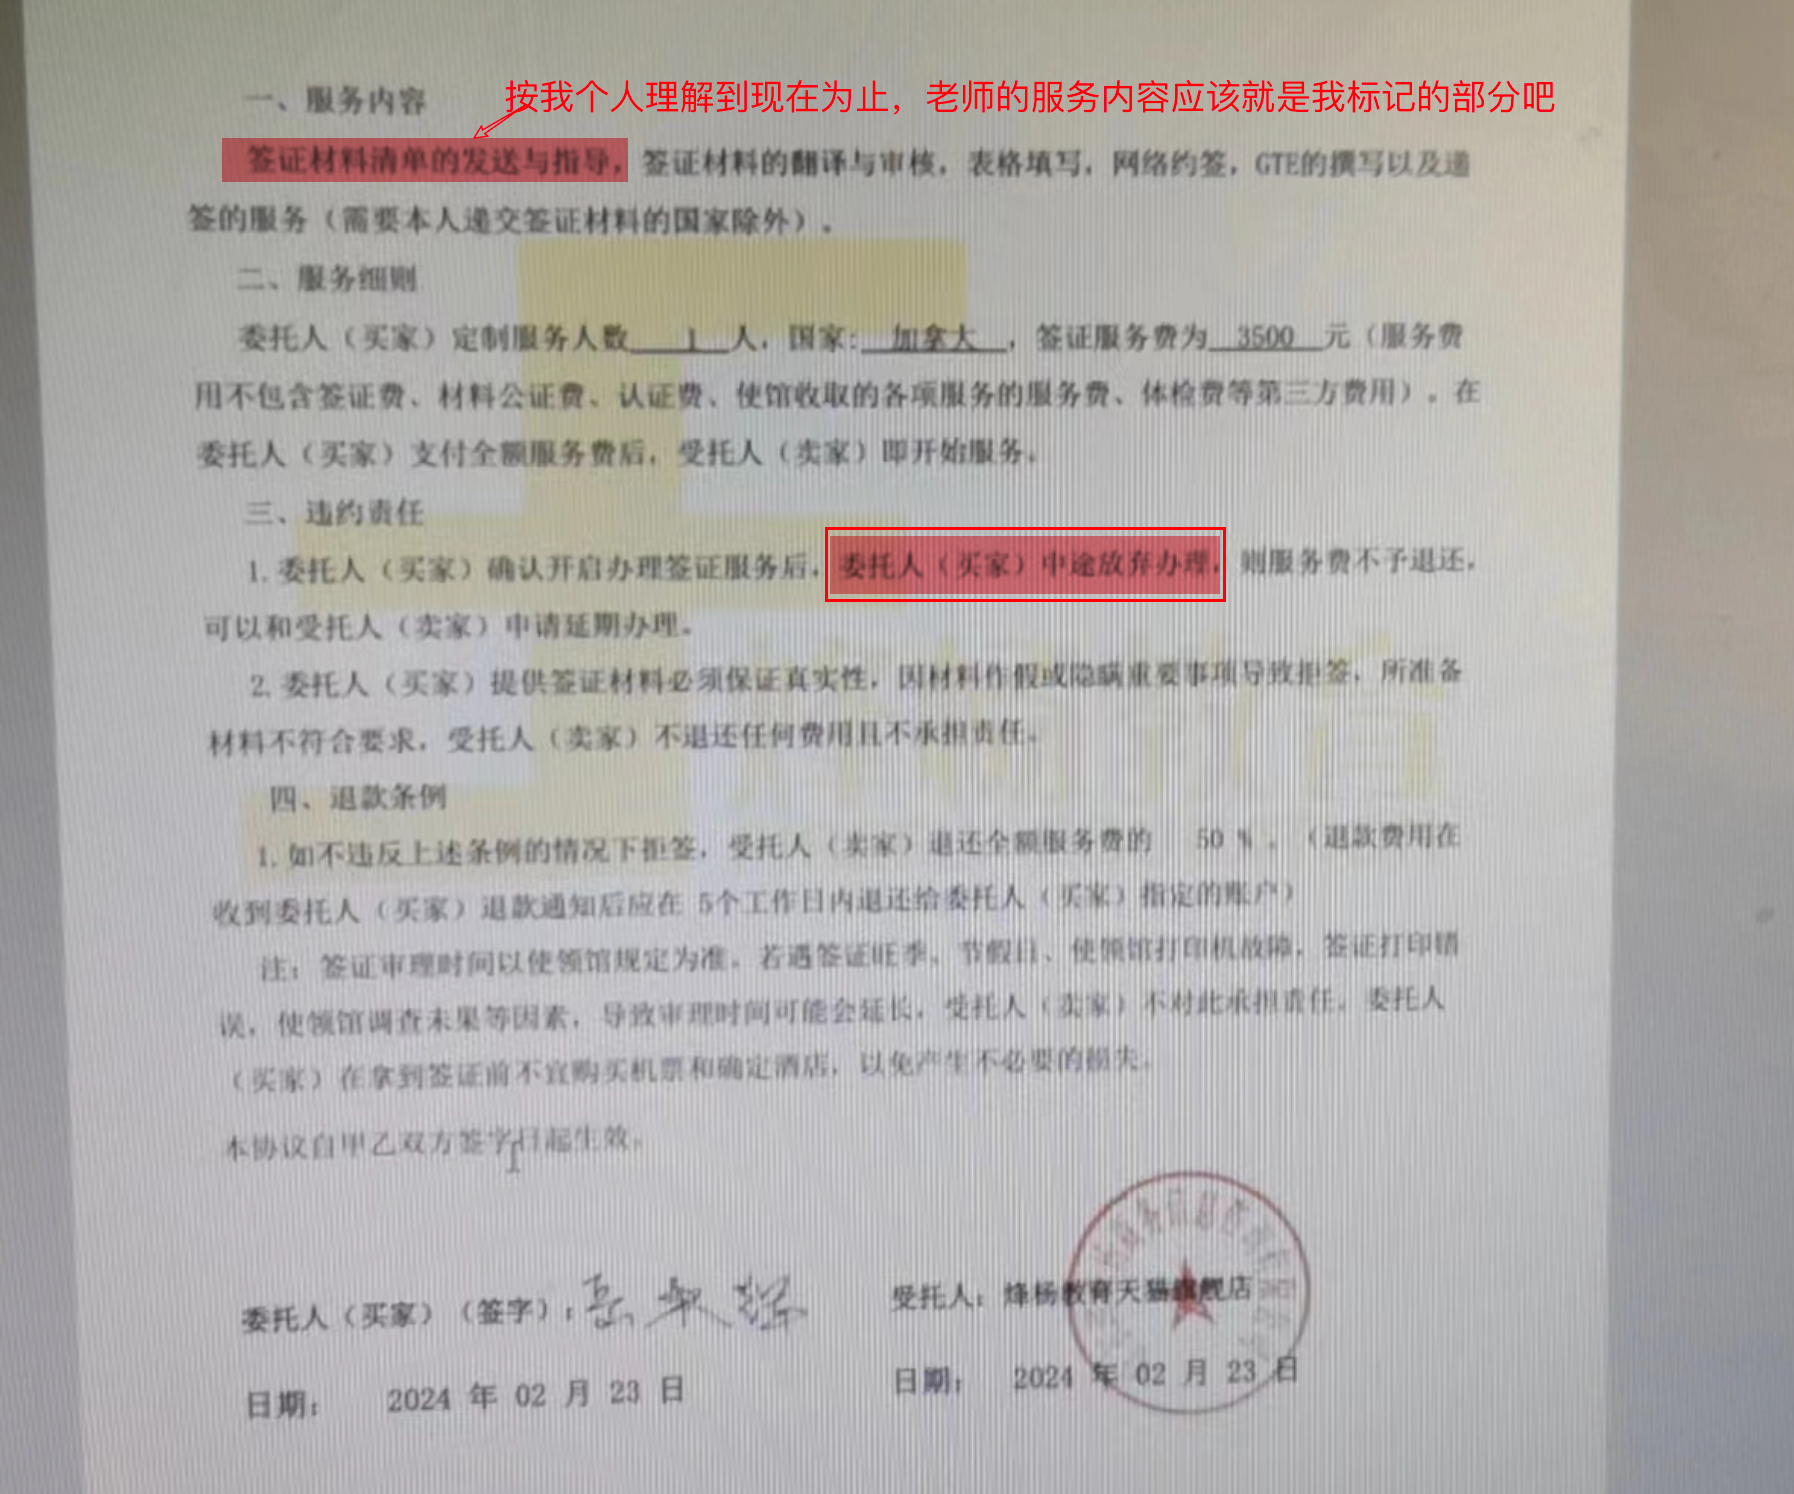 一、服务内容 按我个人理解到现在为止，老师的服务内容应该就是我标记的部分吧
签证材料清单的发送与指导，签证材料的翻译与审核，表格填写，网络约签，GTE的撰写以及递
签的服务（需要本人递交签证材料的国家除外）。
二、服务细则
委托人（买家）定制服务人数 1 人，国家: 加拿大 ，签证服务费为 3500 元（服务费
用不包含签证费、材料公证费、认证费、使馆收取的各项服务的服务费、体检费等第三方费用）。在
委托人（买家）支付全额服务费后，受托人（卖家）即开始服务。
三、违约责任
1.委托人（买家）确认开启办理签证服务后，委托人（买家）中途放弃办理，则服务费不予退还，
可以和受托人（卖家）申请延期办理。
2.委托人（买家）提供签证材料必须保证真实性，因材料作假或隐瞒重要事项导致拒签，所准备
材料不符合要求，受托人（卖家）不退还任何费用且不承担责任。
四、退款条例
1.如不违反上述条例的情况下拒签，受托人（卖家）退还全额服务费的 50 %。（退款费用在
收到委托人（买家）退款通知后应在 5个工作日内退还给委托人（买家）指定的账户）
注：签证审理时间以使领馆规定为准。若遇签证旺季、节假日、使领馆打印机故障，签证打印错
误，使领馆调查未果等因素，导致审理时间可能会延长，受托人（卖家）不对此承担责任。委托人
（买家）在拿到签证前不宜购买机票和确定酒店，以免产生不必要的损失。
本协议自甲乙双方签字日起生效。
委托人（买家）（签字）： 受托人：烽杨教育天猫旗舰店
日期： 2024 年 02 月 23 日 日期： 2024 年 02 月 23 日